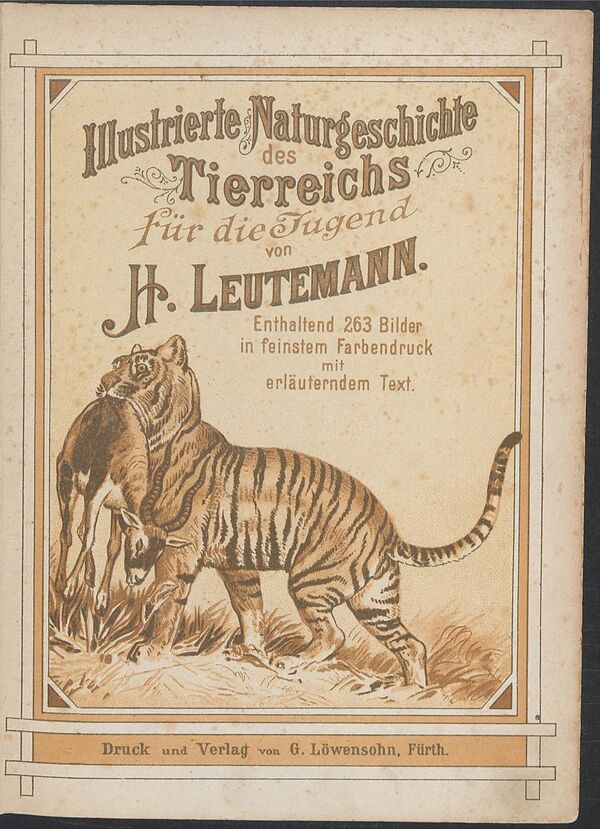 Illustrierte Naturgeschichte
des
Tierreichs
für die Jugend
von
H. LEUTEMANN.
Enthaltend 263 Bilder
in feinstem Farbendruck
mit
erläuterndem Text.
Druck und Verlag von G. Löwensohn, Fürth.